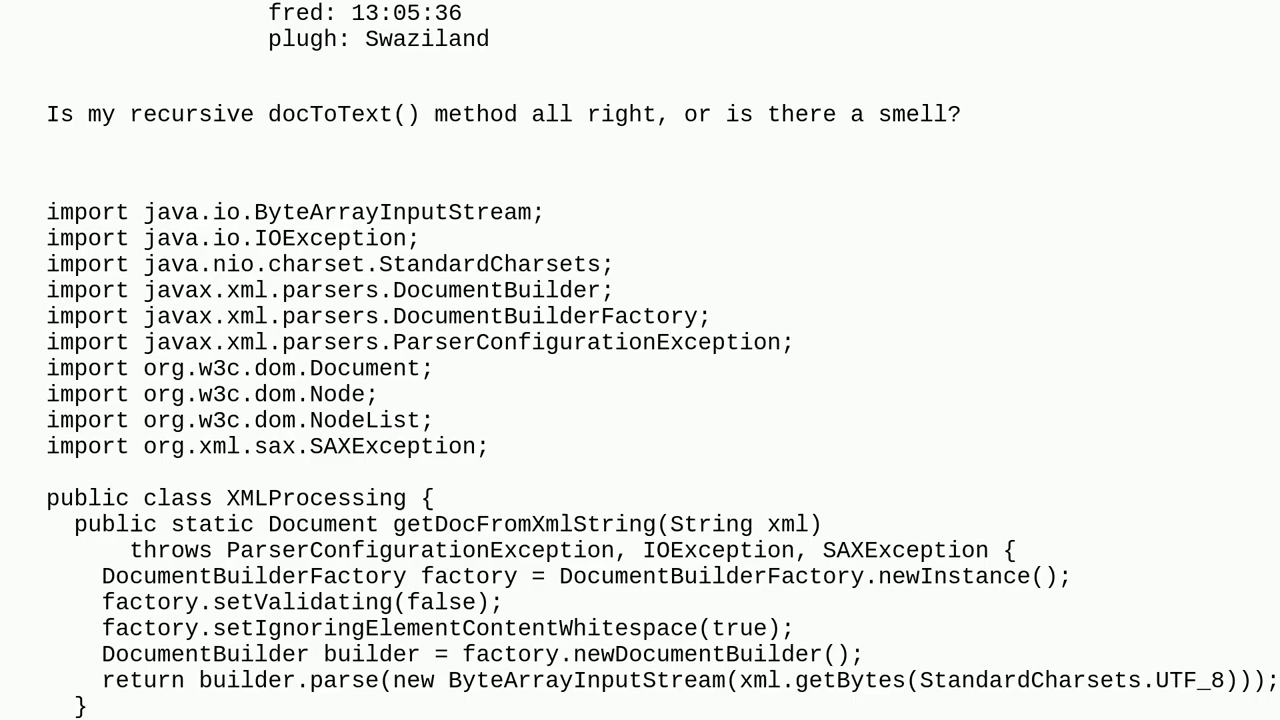 fred: 13:05:36
plugh: Swaziland
Is my recursive docToText() method all right, or is there a smell?
import java.io.ByteArrayInputStream;
import java.io.IOException;
import java.nio.charset.StandardCharsets;
import javax.xml.parsers.DocumentBuilder;
import javax.xml.parsers.DocumentBuilderFactory;
import javax.xml.parsers.ParserConfigurationException;
import org.w3c.dom.Document;
import org.w3c.dom.Node;
import org.w3c.dom.NodeList;
import org.xml.sax.SAXException;
public class XMLProcessing {
public static Document getDocFromXmlString(String xml)
throws ParserConfigurationException, IOException, SAXException {
DocumentBuilderFactory factory = DocumentBuilderFactory.newInstance();
factory.setValidating(false);
factory.setIgnoringElementContentWhitespace(true);
DocumentBuilder builder = factory.newDocumentBuilder();
return builder.parse(new ByteArrayInputStream(xml.getBytes(StandardCharsets.UTF_8)));
}